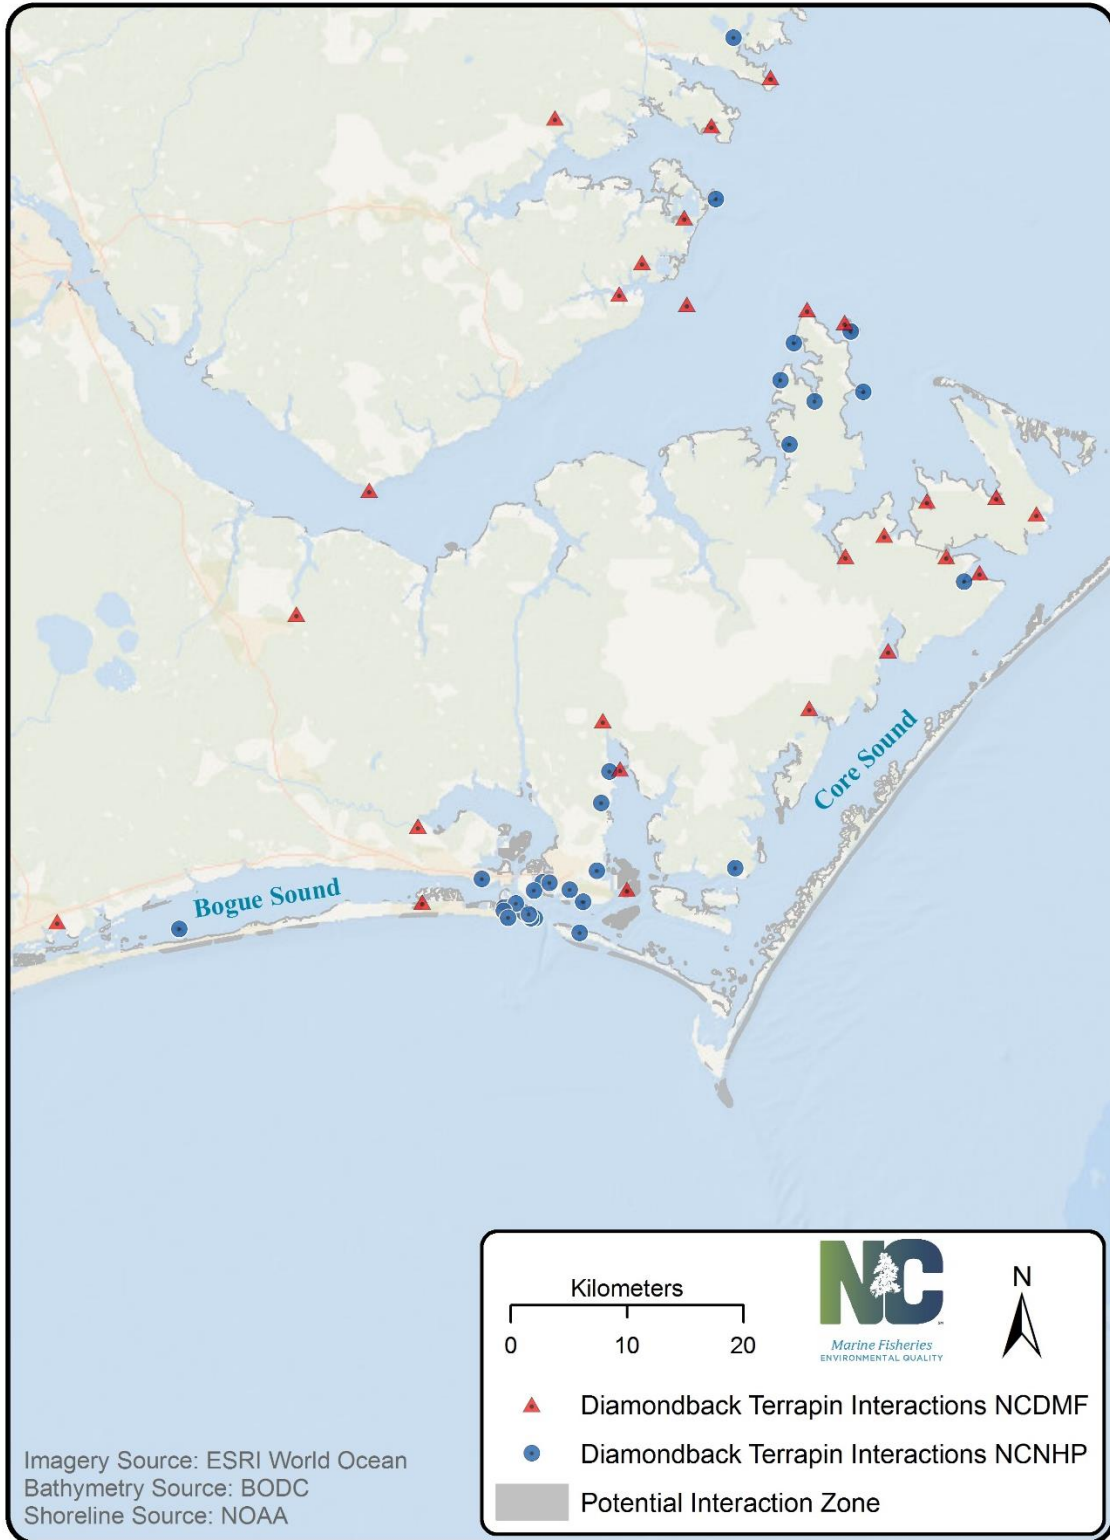 Core Sound
Bogue Sound
Kilometers
0 10 20
NC
Marine Fisheries
ENVIRONMENTAL QUALITY
N
Diamondback Terrapin Interactions NCDMF
Diamondback Terrapin Interactions NCNHP
Potential Interaction Zone
Imagery Source: ESRI World Ocean
Bathymetry Source: BODC
Shoreline Source: NOAA